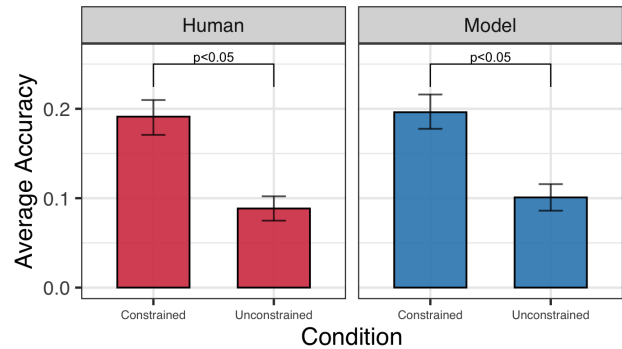 Human
Model
p<0.05
p<0.05
Average Accuracy
0.2
0.1
0.0
Constrained
Unconstrained
Constrained
Unconstrained
Condition